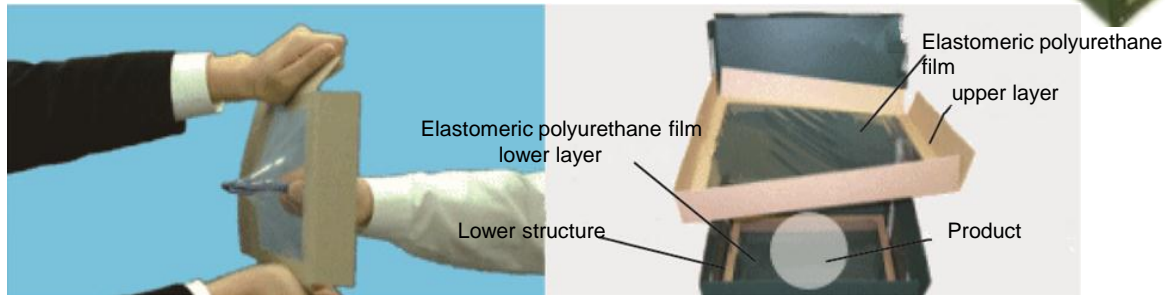 Elastomeric polyurethane
film
upper layer
Elastomeric polyurethane film
lower layer
Lower structure
Product